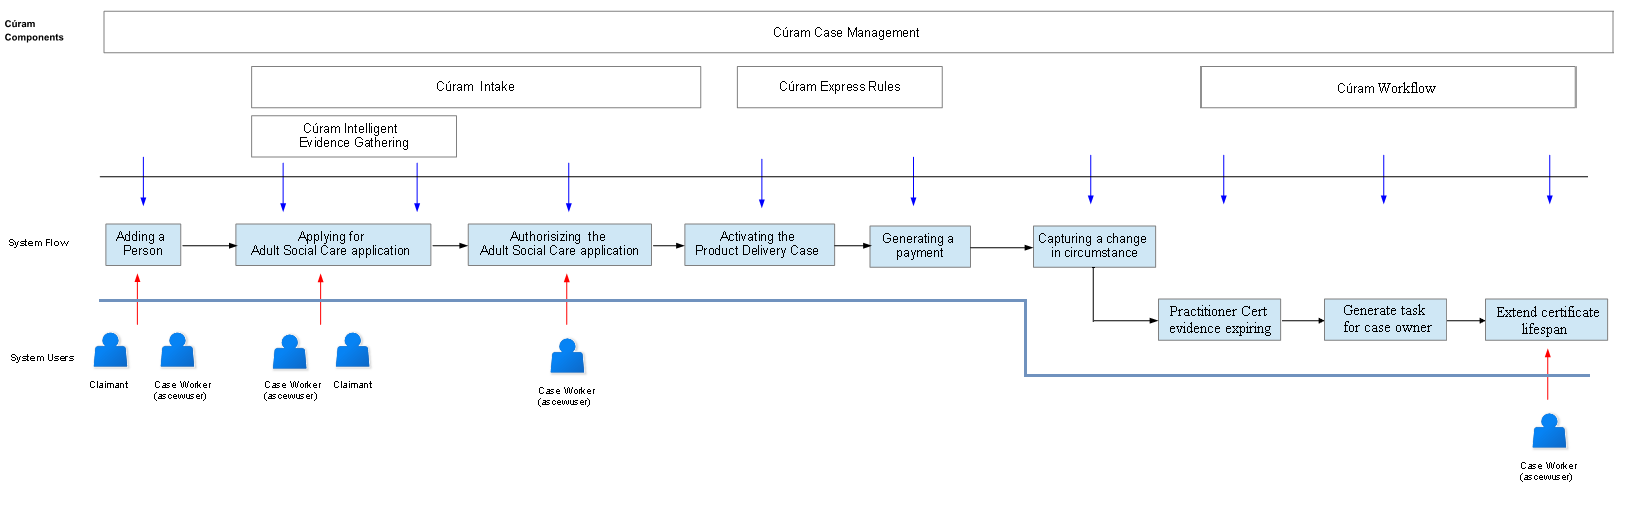 Cúram
Components
Cúram Case Management
Cúram Intake
Cúram Express Rules
Cúram Workflow
Cúram Intelligent
Evidence Gathering
System Flow
Adding a
Person
Applying for
Adult Social Care application
Authorisizing the
Adult Social Care application
Activating the
Product Delivery Case
Generating a
payment
Capturing a change
in circumstance
Practitioner Cert
evidence expiring
Generate task
for case owner
Extend certificate
lifespan
System Users
Claimant
Case Worker
(ascewuser)
Case Worker
(ascewuser)
Claimant
Case Worker
(ascewuser)
Case Worker
(ascewuser)